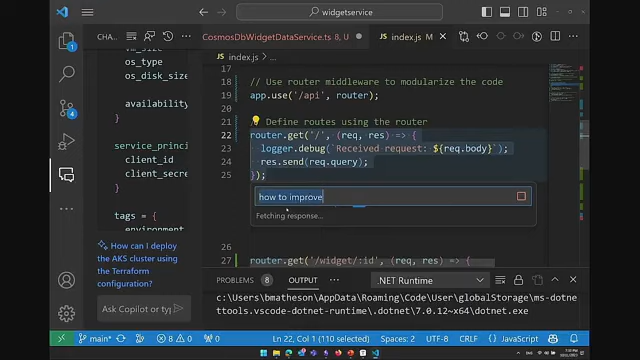 widgetservice
CHA...
CosmosDbWidgetDataService.ts 8, U
index.js M
index.js > ...
vm_size
os_type
os_disk_size
availability
service_princi
client_id
client_secre
tags = {
How can I deploy
the AKS cluster using
the Terraform
configuration?
Ask Copilot or typ
17
18 // Use router middleware to modularize the code
19 app.use('/api', router);
20
21 // Define routes using the router
22 router.get('/', (req, res) => {
23 logger.debug(`Received request: ${req.body}`);
24 res.send(req.query);
25 });
how to improve
Fetching response...
26
27 router.get('/widget/:id', (req, res) => {
PROBLEMS 8 OUTPUT ... .NET Runtime
c:\Users\bmatheson\AppData\Roaming\Code\User\globalStorage\ms-dotne
ttools.vscode-dotnet-runtime\.dotnet\7.0.12~x64\dotnet.exe
main* 8 0 0 Ln 22, Col 1 (110 selected) Spaces: 2 UTF-8 CRLF {} JavaScript
ENG